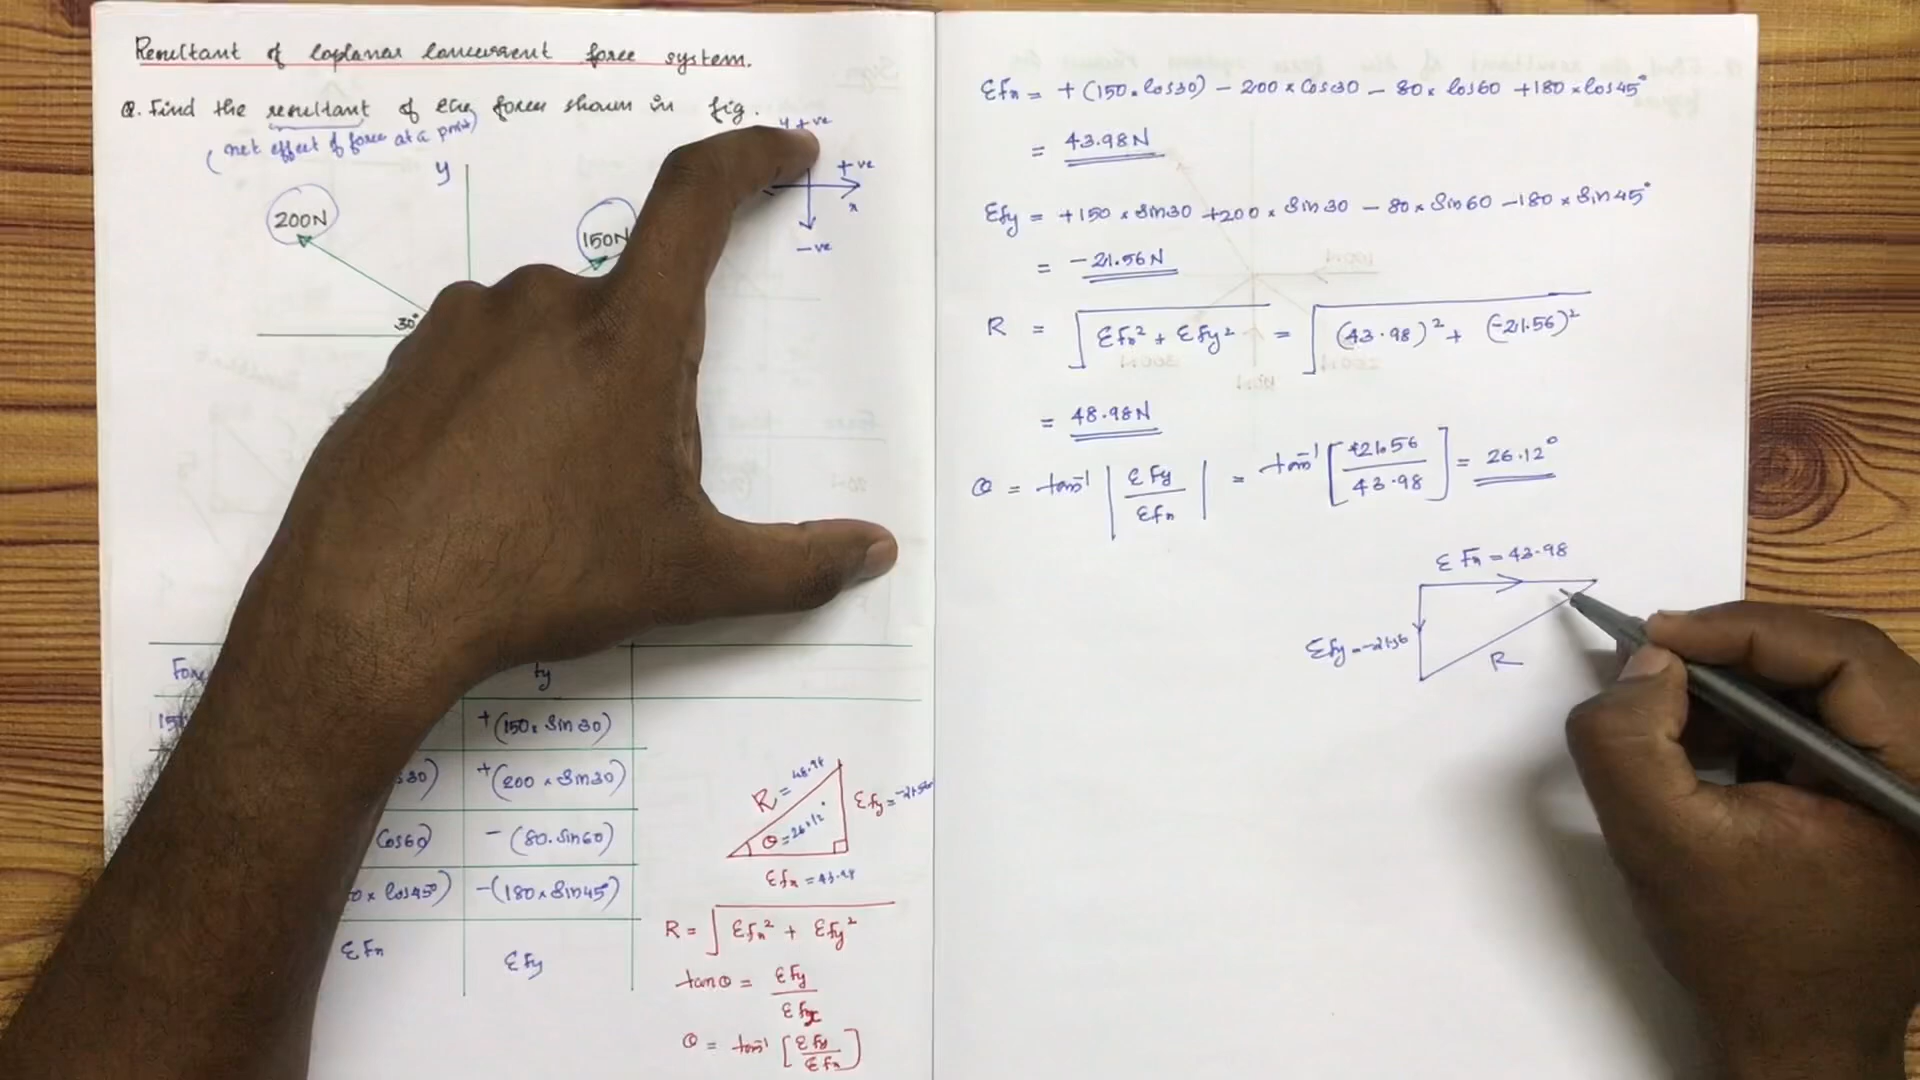 Resultant of Coplanar Concurrent force system.
Q. Find the resultant of the forces shown in fig.
(net effect of force at a point)
y +ve
+ve
x
-ve
y
200N
150N
30°
Fy
+(150. Sin 30)
+(200 × Sin30)
Cos60)
- (80. Sin60)
× Cos45°)
-(180 × Sin45°)
ΣFx
ΣFy
R = 48.98
θ = 26.12
ΣFy = -21.56
ΣFx = 43.98
R = √ ΣFx² + ΣFy²
tanθ = ΣFy / ΣFx
θ = tan⁻¹ [ΣFy / ΣFx]
ΣFx = +(150. Cos30) - 200 × Cos30 - 80 × Cos60 + 180 × Cos45°
= 43.98N
ΣFy = +150 × Sin30 + 200 × Sin30 - 80 × Sin60 - 180 × Sin45°
= -21.56N
R = √ ΣFx² + ΣFy² = √ (43.98)² + (-21.56)²
= 48.98N
θ = tan⁻¹ |ΣFy / ΣFx| = tan⁻¹ [21.56 / 43.98] = 26.12°
ΣFx = 43.98
ΣFy = -21.56
R